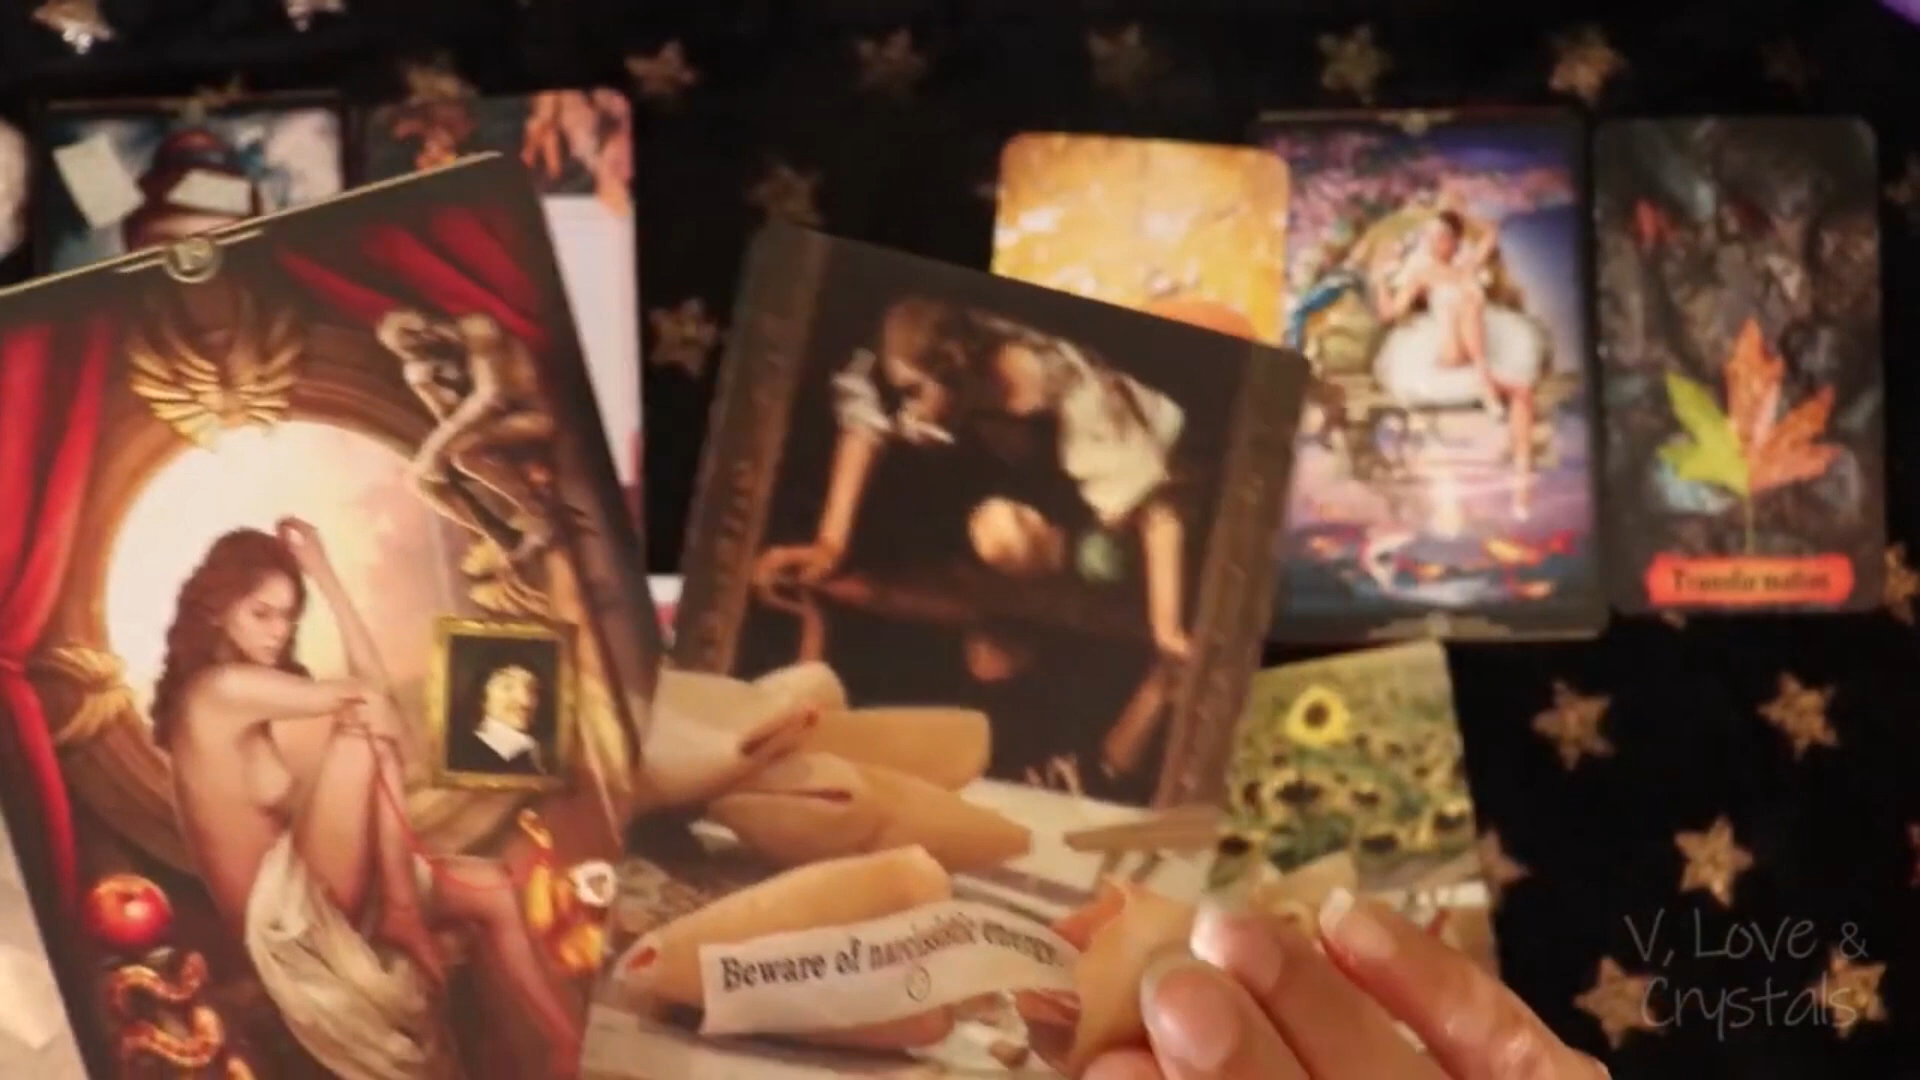 Transformation
Beware of narcissistic energy.
V, Love &
Crystals